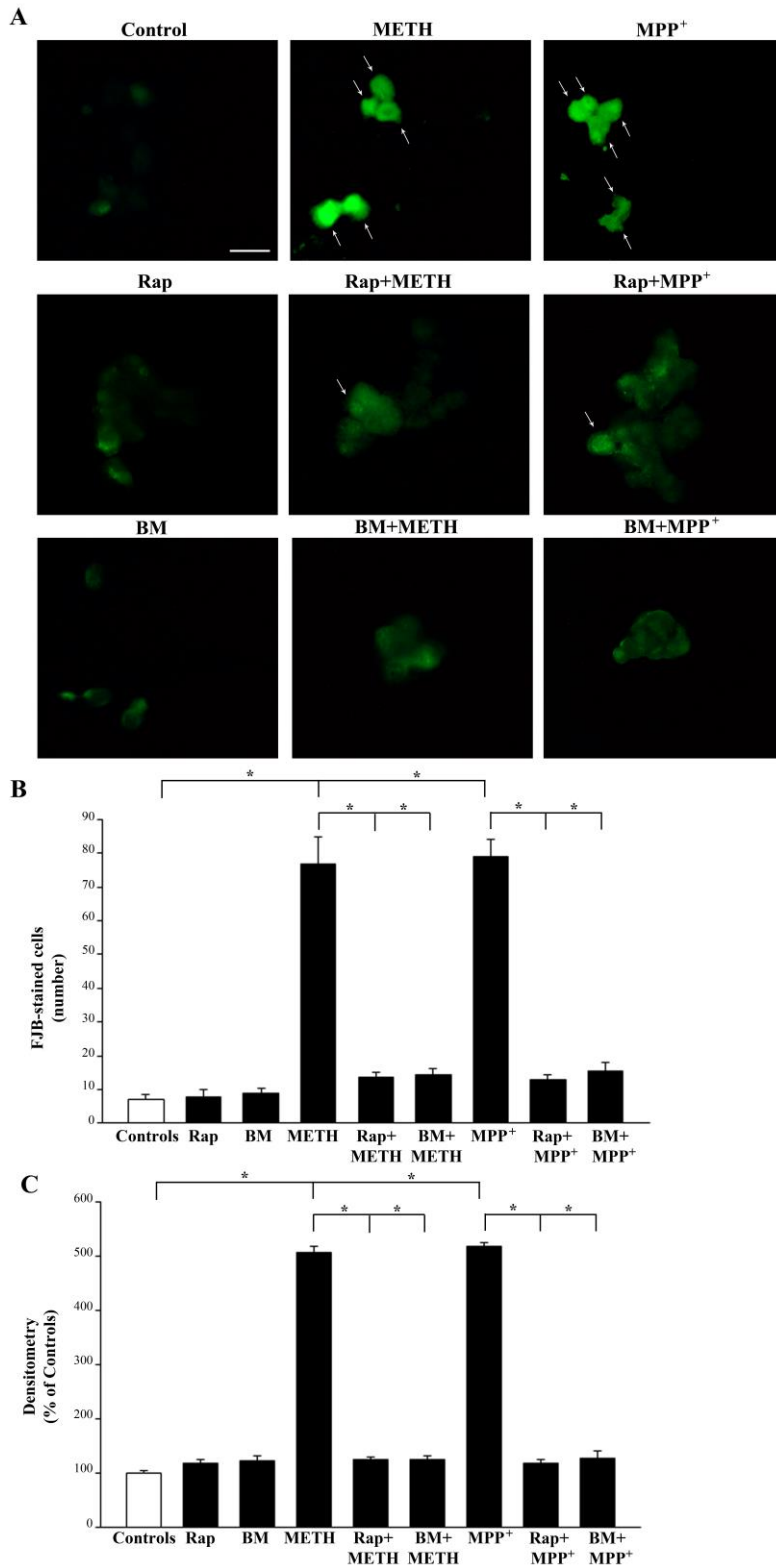 A
Control METH MPP+
Rap Rap+METH Rap+MPP+
BM BM+METH BM+MPP+
B
* *
* * * *
90
80
70
60
50
40
30
20
10
0
FJB-stained cells
(number)
Controls Rap BM METH Rap+ BM+ MPP+ Rap+ BM+
METH METH MPP+ MPP+
C
* *
* * * *
600
500
400
300
200
100
0
Densitometry
(% of Controls)
Controls Rap BM METH Rap+ BM+ MPP+ Rap+ BM+
METH METH MPP+ MPP+